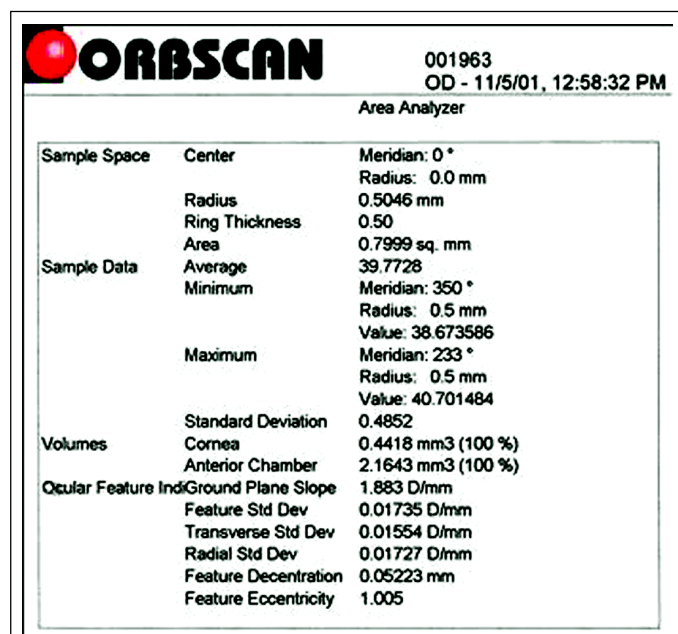 ORBSCAN
001963
OD - 11/5/01, 12:58:32 PM
Area Analyzer
Sample Space Center Meridian: 0 °
Radius: 0.0 mm
Radius 0.5046 mm
Ring Thickness 0.50
Area 0.7999 sq. mm
Sample Data Average 39.7728
Minimum Meridian: 350 °
Radius: 0.5 mm
Value: 38.673586
Maximum Meridian: 233 °
Radius: 0.5 mm
Value: 40.701484
Standard Deviation 0.4852
Volumes Cornea 0.4418 mm3 (100 %)
Anterior Chamber 2.1643 mm3 (100 %)
Ocular Feature Indi Ground Plane Slope 1.883 D/mm
Feature Std Dev 0.01735 D/mm
Transverse Std Dev 0.01554 D/mm
Radial Std Dev 0.01727 D/mm
Feature Decentration 0.05223 mm
Feature Eccentricity 1.005